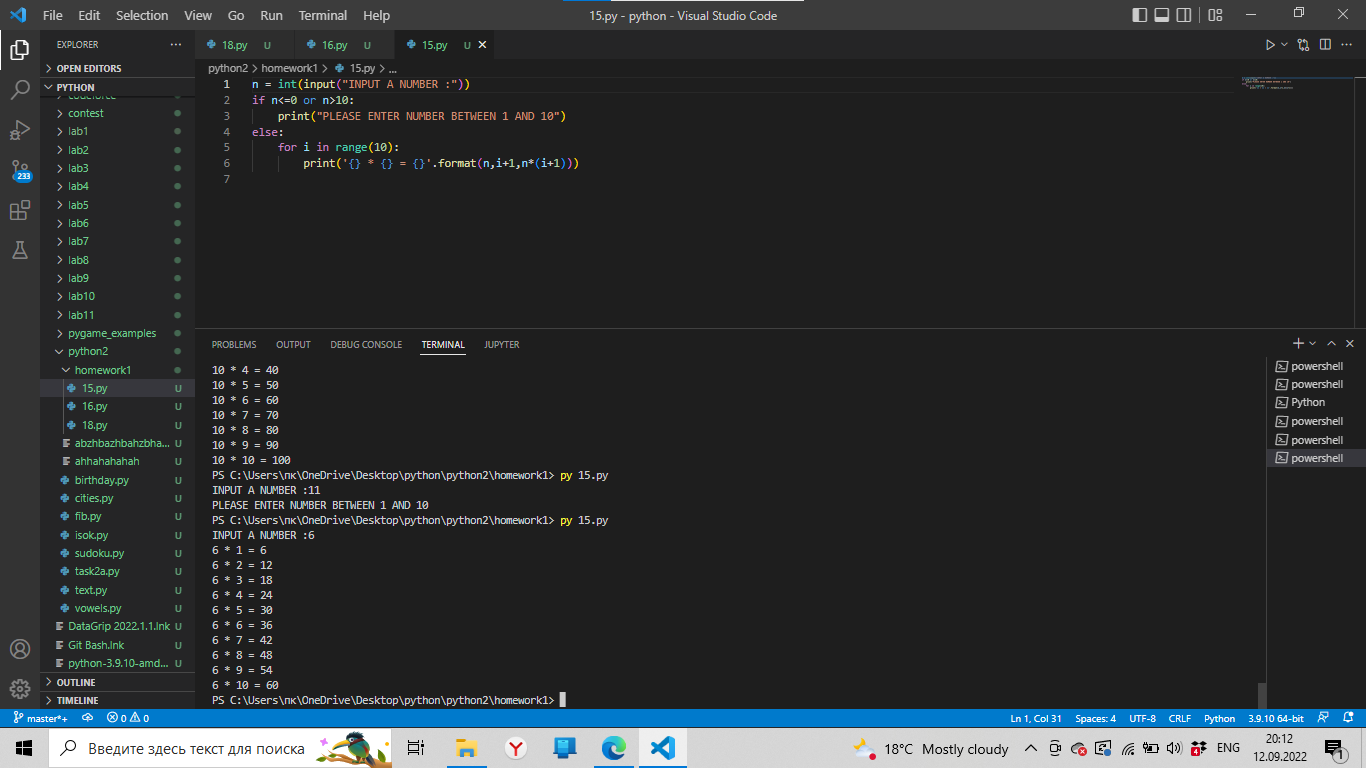 File Edit Selection View Go Run Terminal Help 15.py - python - Visual Studio Code
EXPLORER
18.py U 16.py U 15.py U
OPEN EDITORS
python2 > homework1 > 15.py > ...
PYTHON
contest
lab1
lab2
lab3
lab4
lab5
lab6
lab7
lab8
lab9
lab10
lab11
pygame_examples
python2
homework1
15.py U
16.py U
18.py U
abzhbazhbahzbha... U
ahhahahahah U
birthday.py U
cities.py U
fib.py U
isok.py U
sudoku.py U
task2a.py U
text.py U
vowels.py U
DataGrip 2022.1.1.lnk U
Git Bash.lnk U
python-3.9.10-amd... U
OUTLINE
TIMELINE
233
1 n = int(input("INPUT A NUMBER :"))
2 if n<=0 or n>10:
3 print("PLEASE ENTER NUMBER BETWEEN 1 AND 10")
4 else:
5 for i in range(10):
6 print('{} * {} = {}'.format(n,i+1,n*(i+1)))
7
PROBLEMS OUTPUT DEBUG CONSOLE TERMINAL JUPYTER
10 * 4 = 40
10 * 5 = 50
10 * 6 = 60
10 * 7 = 70
10 * 8 = 80
10 * 9 = 90
10 * 10 = 100
PS C:\Users\пк\OneDrive\Desktop\python\python2\homework1> py 15.py
INPUT A NUMBER :11
PLEASE ENTER NUMBER BETWEEN 1 AND 10
PS C:\Users\пк\OneDrive\Desktop\python\python2\homework1> py 15.py
INPUT A NUMBER :6
6 * 1 = 6
6 * 2 = 12
6 * 3 = 18
6 * 4 = 24
6 * 5 = 30
6 * 6 = 36
6 * 7 = 42
6 * 8 = 48
6 * 9 = 54
6 * 10 = 60
PS C:\Users\пк\OneDrive\Desktop\python\python2\homework1>
powershell
powershell
Python
powershell
powershell
powershell
master*+ 0 0 Ln 1, Col 31 Spaces: 4 UTF-8 CRLF Python 3.9.10 64-bit
Введите здесь текст для поиска 18°C Mostly cloudy ENG 20:12
12.09.2022
1